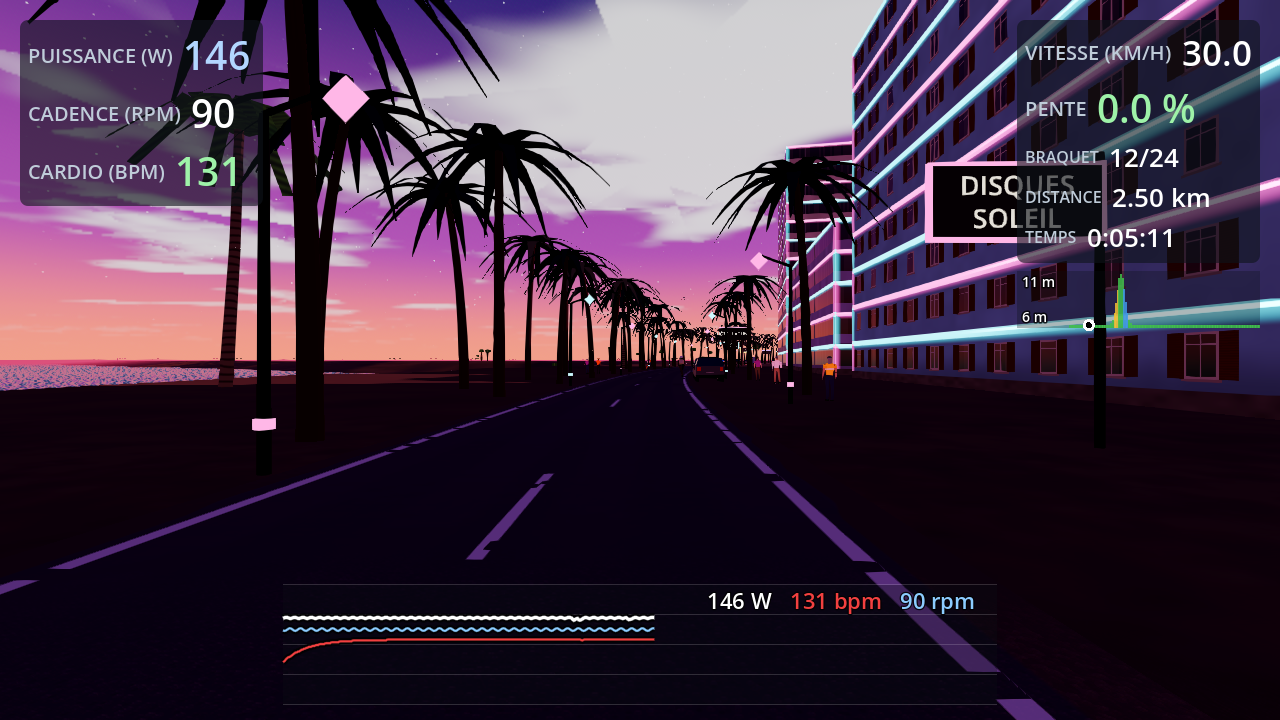 PUISSANCE (W) 146
CADENCE (RPM) 90
CARDIO (BPM) 131
VITESSE (KM/H) 30.0
PENTE 0.0 %
BRAQUET 12/24
DISTANCE 2.50 km
TEMPS 0:05:11
DISQUES
SOLEIL
11 m
6 m
146 W 131 bpm 90 rpm